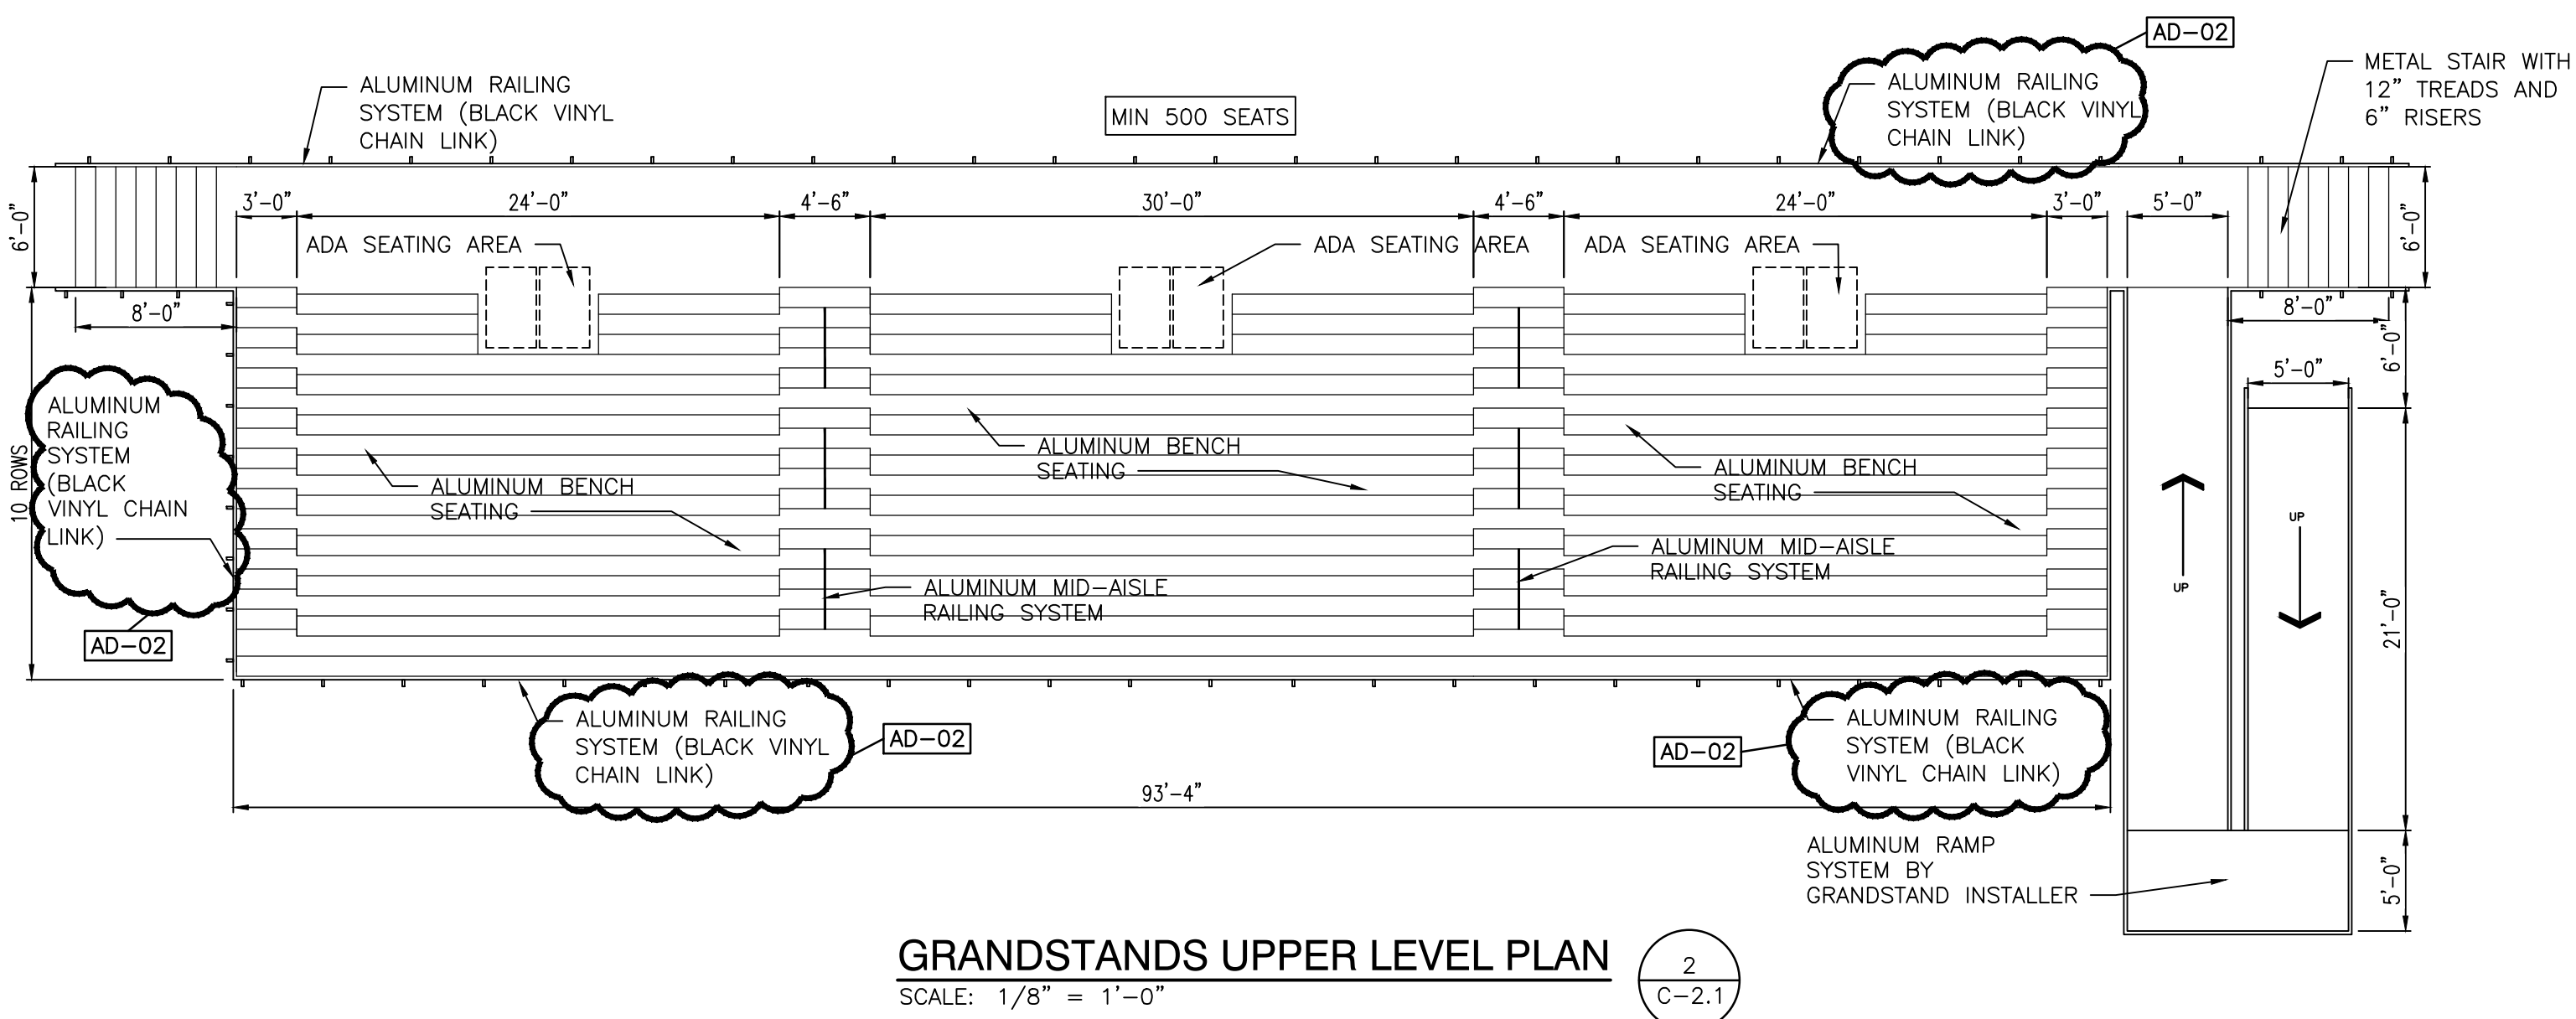 AD-02
ALUMINUM RAILING
SYSTEM (BLACK VINYL
CHAIN LINK)
MIN 500 SEATS
ALUMINUM RAILING
SYSTEM (BLACK VINYL
CHAIN LINK)
METAL STAIR WITH
12" TREADS AND
6" RISERS
6'-0"
3'-0"
24'-0"
4'-6"
30'-0"
4'-6"
24'-0"
3'-0"
5'-0"
6'-0"
ADA SEATING AREA
ADA SEATING AREA
ADA SEATING AREA
8'-0"
8'-0"
6'-0"
5'-0"
10 ROWS
ALUMINUM
RAILING
SYSTEM
(BLACK
VINYL CHAIN
LINK)
AD-02
ALUMINUM BENCH
SEATING
ALUMINUM BENCH
SEATING
ALUMINUM BENCH
SEATING
ALUMINUM MID-AISLE
RAILING SYSTEM
ALUMINUM MID-AISLE
RAILING SYSTEM
UP
UP
21'-0"
ALUMINUM RAILING
SYSTEM (BLACK VINYL
CHAIN LINK)
AD-02
AD-02
ALUMINUM RAILING
SYSTEM (BLACK
VINYL CHAIN LINK)
93'-4"
ALUMINUM RAMP
SYSTEM BY
GRANDSTAND INSTALLER
5'-0"
GRANDSTANDS UPPER LEVEL PLAN
SCALE: 1/8" = 1'-0"
2
C-2.1